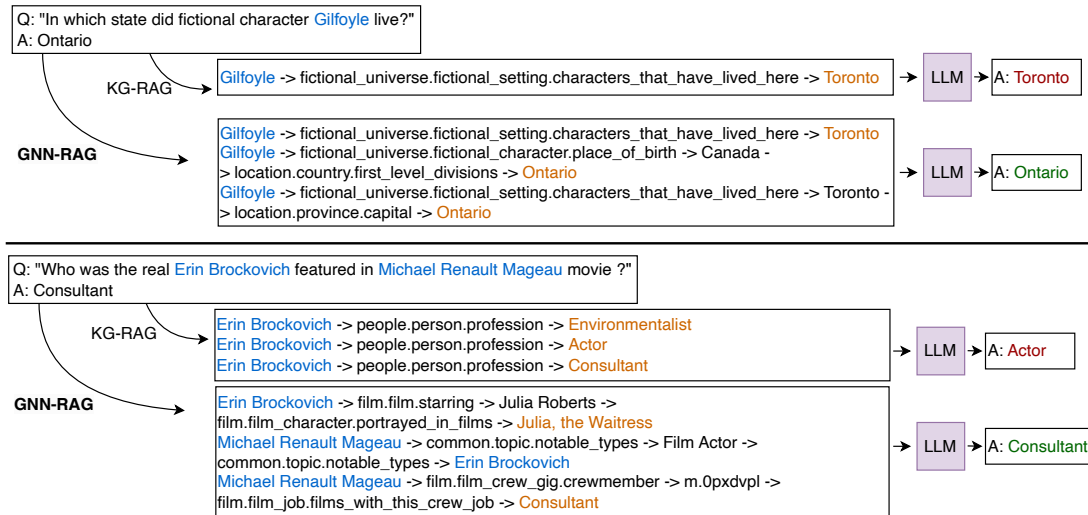 Q: "In which state did fictional character Gilfoyle live?"
A: Ontario
KG-RAG
Gilfoyle -> fictional_universe.fictional_setting.characters_that_have_lived_here -> Toronto
LLM
A: Toronto
GNN-RAG
Gilfoyle -> fictional_universe.fictional_setting.characters_that_have_lived_here -> Toronto
Gilfoyle -> fictional_universe.fictional_character.place_of_birth -> Canada -
> location.country.first_level_divisions -> Ontario
Gilfoyle -> fictional_universe.fictional_setting.characters_that_have_lived_here -> Toronto -
> location.province.capital -> Ontario
LLM
A: Ontario
Q: "Who was the real Erin Brockovich featured in Michael Renault Mageau movie ?"
A: Consultant
KG-RAG
Erin Brockovich -> people.person.profession -> Environmentalist
Erin Brockovich -> people.person.profession -> Actor
Erin Brockovich -> people.person.profession -> Consultant
LLM
A: Actor
GNN-RAG
Erin Brockovich -> film.film.starring -> Julia Roberts ->
film.film_character.portrayed_in_films -> Julia, the Waitress
Michael Renault Mageau -> common.topic.notable_types -> Film Actor ->
common.topic.notable_types -> Erin Brockovich
Michael Renault Mageau -> film.film_crew_gig.crewmember -> m.0pxdvpl ->
film.film_job.films_with_this_crew_job -> Consultant
LLM
A: Consultant